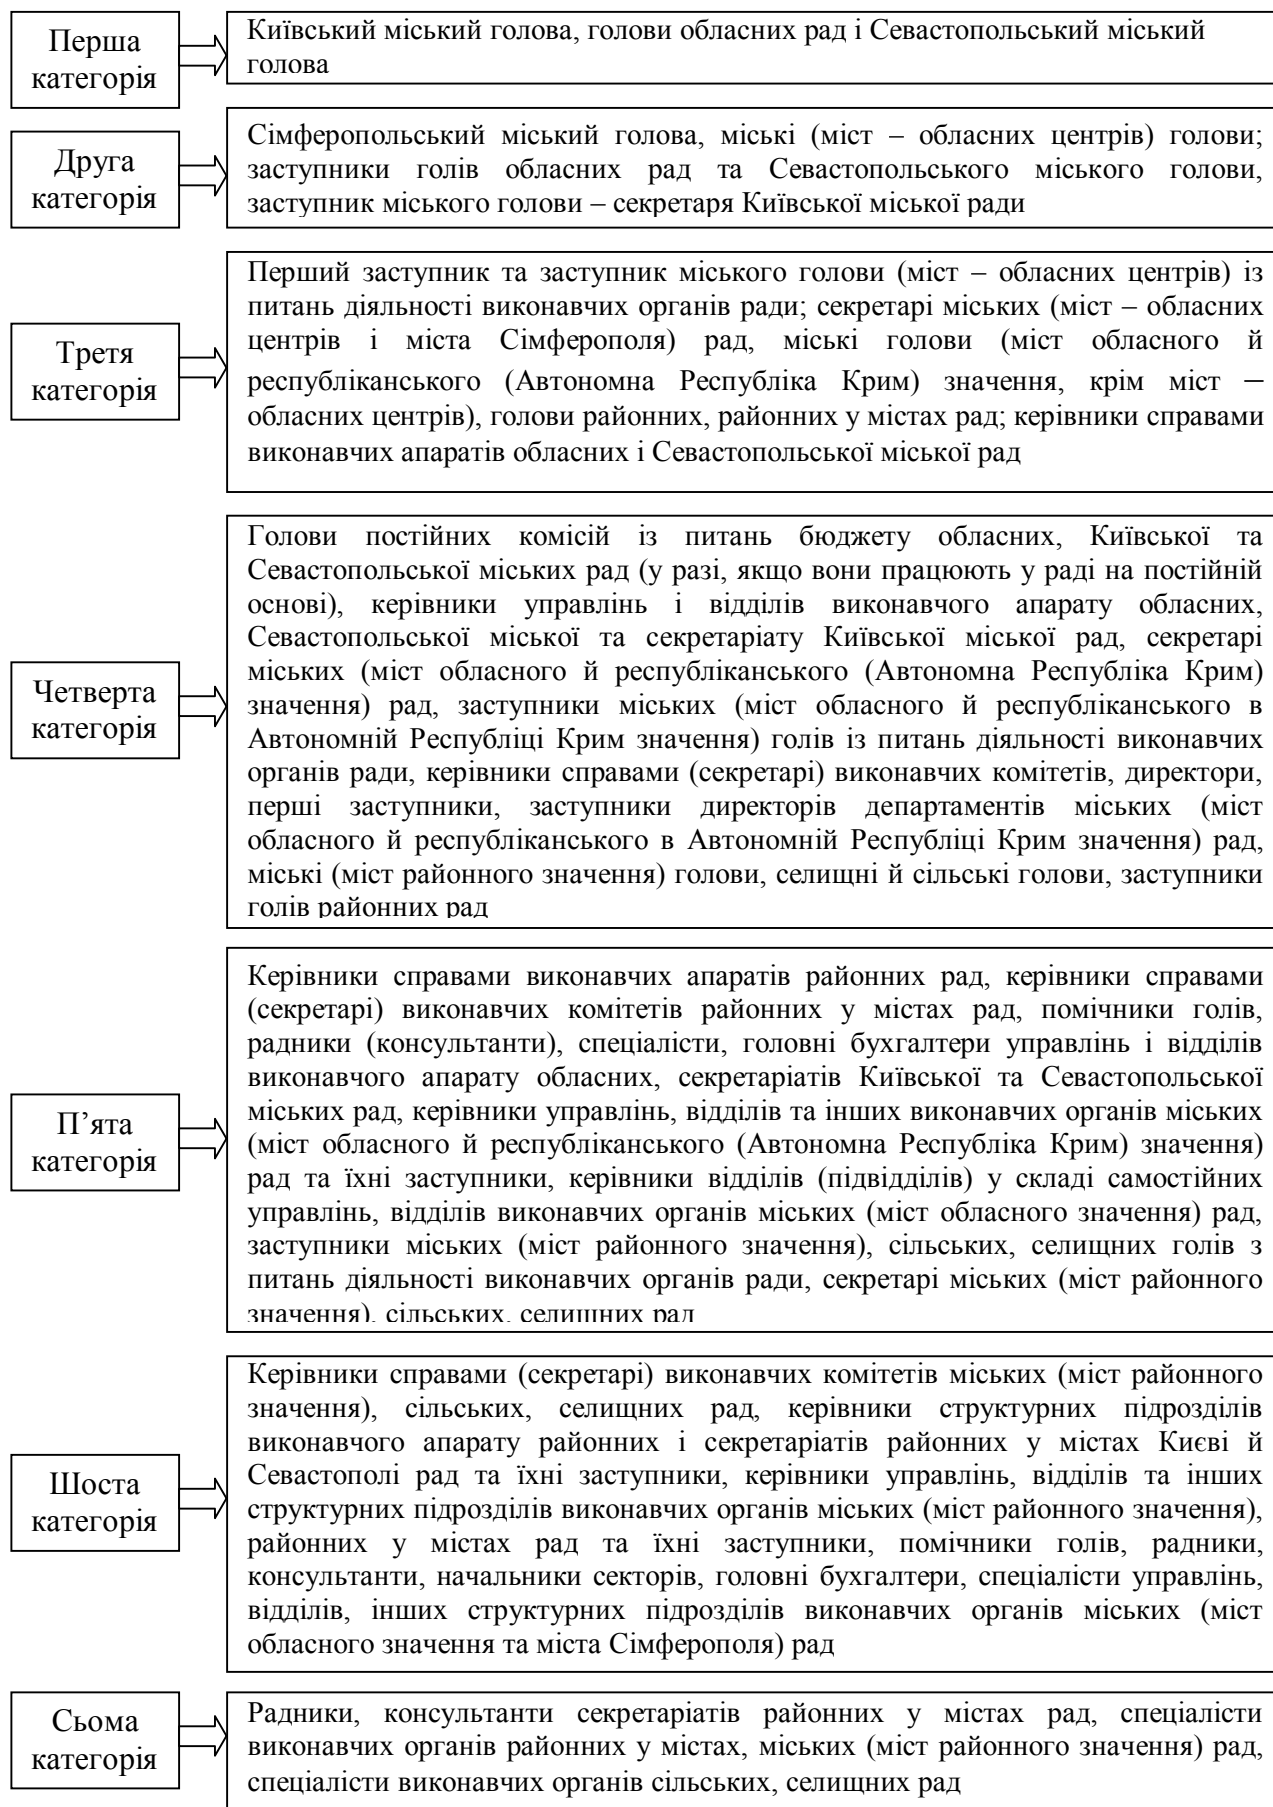 Перша
категорія
Київський міський голова, голови обласних рад і Севастопольський міський
голова
Друга
категорія
Сімферопольський міський голова, міські (міст – обласних центрів) голови;
заступники голів обласних рад та Севастопольського міського голови,
заступник міського голови – секретаря Київської міської ради
Третя
категорія
Перший заступник та заступник міського голови (міст – обласних центрів) із
питань діяльності виконавчих органів ради; секретарі міських (міст – обласних
центрів і міста Сімферополя) рад, міські голови (міст обласного й
республіканського (Автономна Республіка Крим) значення, крім міст –
обласних центрів), голови районних, районних у містах рад; керівники справами
виконавчих апаратів обласних і Севастопольської міської рад
Четверта
категорія
Голови постійних комісій із питань бюджету обласних, Київської та
Севастопольської міських рад (у разі, якщо вони працюють у раді на постійній
основі), керівники управлінь і відділів виконавчого апарату обласних,
Севастопольської міської та секретаріату Київської міської рад, секретарі
міських (міст обласного й республіканського (Автономна Республіка Крим)
значення) рад, заступники міських (міст обласного й республіканського в
Автономній Республіці Крим значення) голів із питань діяльності виконавчих
органів ради, керівники справами (секретарі) виконавчих комітетів, директори,
перші заступники, заступники директорів департаментів міських (міст
обласного й республіканського в Автономній Республіці Крим значення) рад,
міські (міст районного значення) голови, селищні й сільські голови, заступники
голів районних рад
П’ята
категорія
Керівники справами виконавчих апаратів районних рад, керівники справами
(секретарі) виконавчих комітетів районних у містах рад, помічники голів,
радники (консультанти), спеціалісти, головні бухгалтери управлінь і відділів
виконавчого апарату обласних, секретаріатів Київської та Севастопольської
міських рад, керівники управлінь, відділів та інших виконавчих органів міських
(міст обласного й республіканського (Автономна Республіка Крим) значення)
рад та їхні заступники, керівники відділів (підвідділів) у складі самостійних
управлінь, відділів виконавчих органів міських (міст обласного значення) рад,
заступники міських (міст районного значення), сільських, селищних голів з
питань діяльності виконавчих органів ради, секретарі міських (міст районного
значення), сільських, селищних рад
Шоста
категорія
Керівники справами (секретарі) виконавчих комітетів міських (міст районного
значення), сільських, селищних рад, керівники структурних підрозділів
виконавчого апарату районних і секретаріатів районних у містах Києві й
Севастополі рад та їхні заступники, керівники управлінь, відділів та інших
структурних підрозділів виконавчих органів міських (міст районного значення),
районних у містах рад та їхні заступники, помічники голів, радники,
консультанти, начальники секторів, головні бухгалтери, спеціалісти управлінь,
відділів, інших структурних підрозділів виконавчих органів міських (міст
обласного значення та міста Сімферополя) рад
Сьома
категорія
Радники, консультанти секретаріатів районних у містах рад, спеціалісти
виконавчих органів районних у містах, міських (міст районного значення) рад,
спеціалісти виконавчих органів сільських, селищних рад